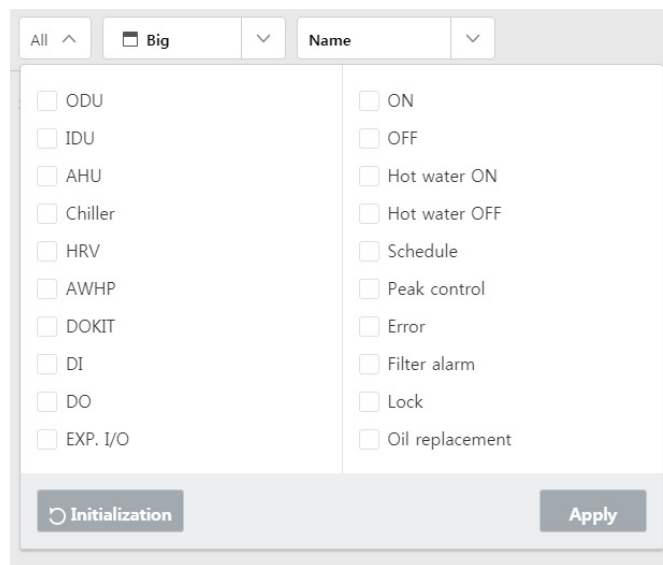 All Big Name
ODU
IDU
AHU
Chiller
HRV
AWHP
DOKIT
DI
DO
EXP. I/O
ON
OFF
Hot water ON
Hot water OFF
Schedule
Peak control
Error
Filter alarm
Lock
Oil replacement
Initialization Apply